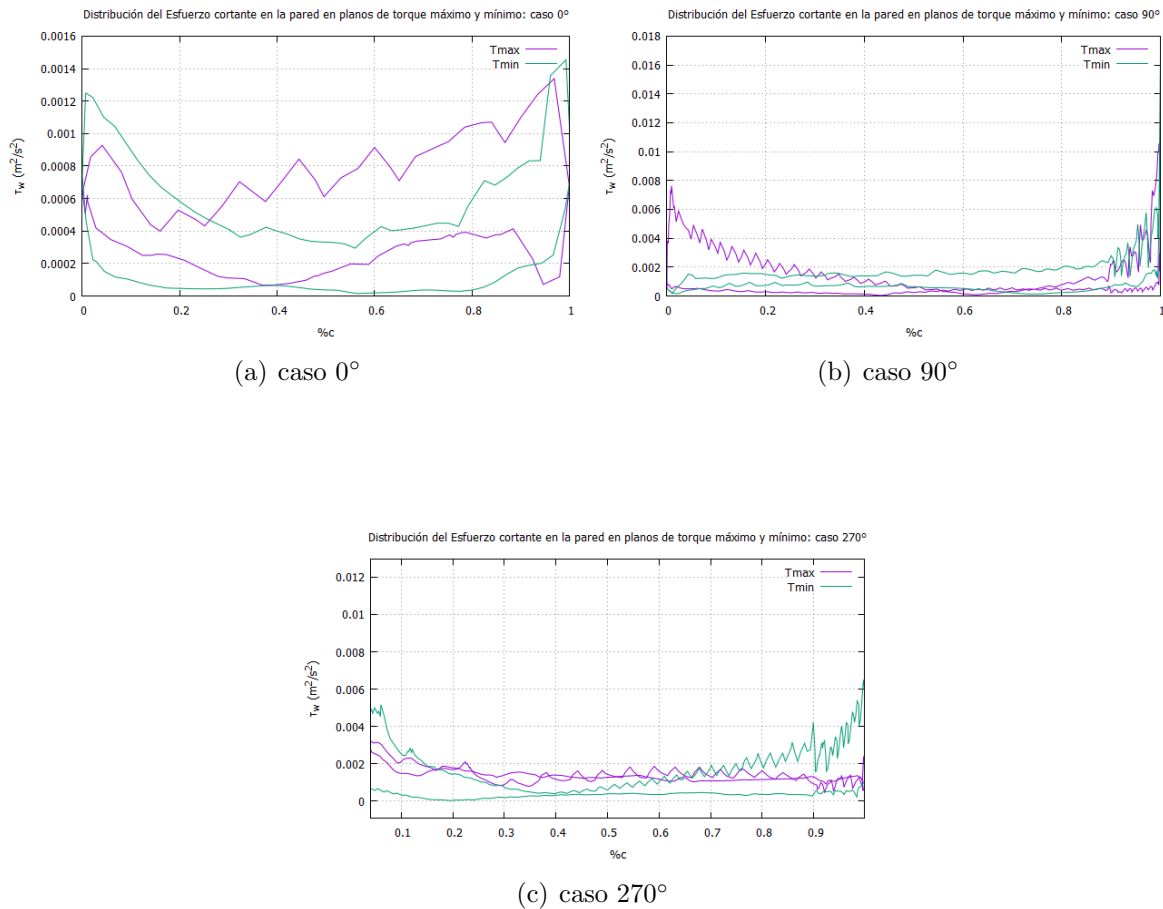 Distribución del Esfuerzo cortante en la pared en planos de torque máximo y mínimo: caso 0º
0.0016
0.0014
0.0012
0.001
0.0008
0.0006
0.0004
0.0002
0
τw (m²/s²)
Tmax
Tmin
0 0.2 0.4 0.6 0.8 1
%c
(a) caso 0°
Distribución del Esfuerzo cortante en la pared en planos de torque máximo y mínimo: caso 90º
0.018
0.016
0.014
0.012
0.010
0.008
0.006
0.004
0.002
0
τw (m²/s²)
Tmax
Tmin
0 0.2 0.4 0.6 0.8 1
%c
(b) caso 90°
Distribución del Esfuerzo cortante en la pared en planos de torque máximo y mínimo: caso 270º
0.012
0.01
0.008
0.006
0.004
0.002
0
τw (m²/s²)
Tmax
Tmin
0.1 0.2 0.3 0.4 0.5 0.6 0.7 0.8 0.9
%c
(c) caso 270°